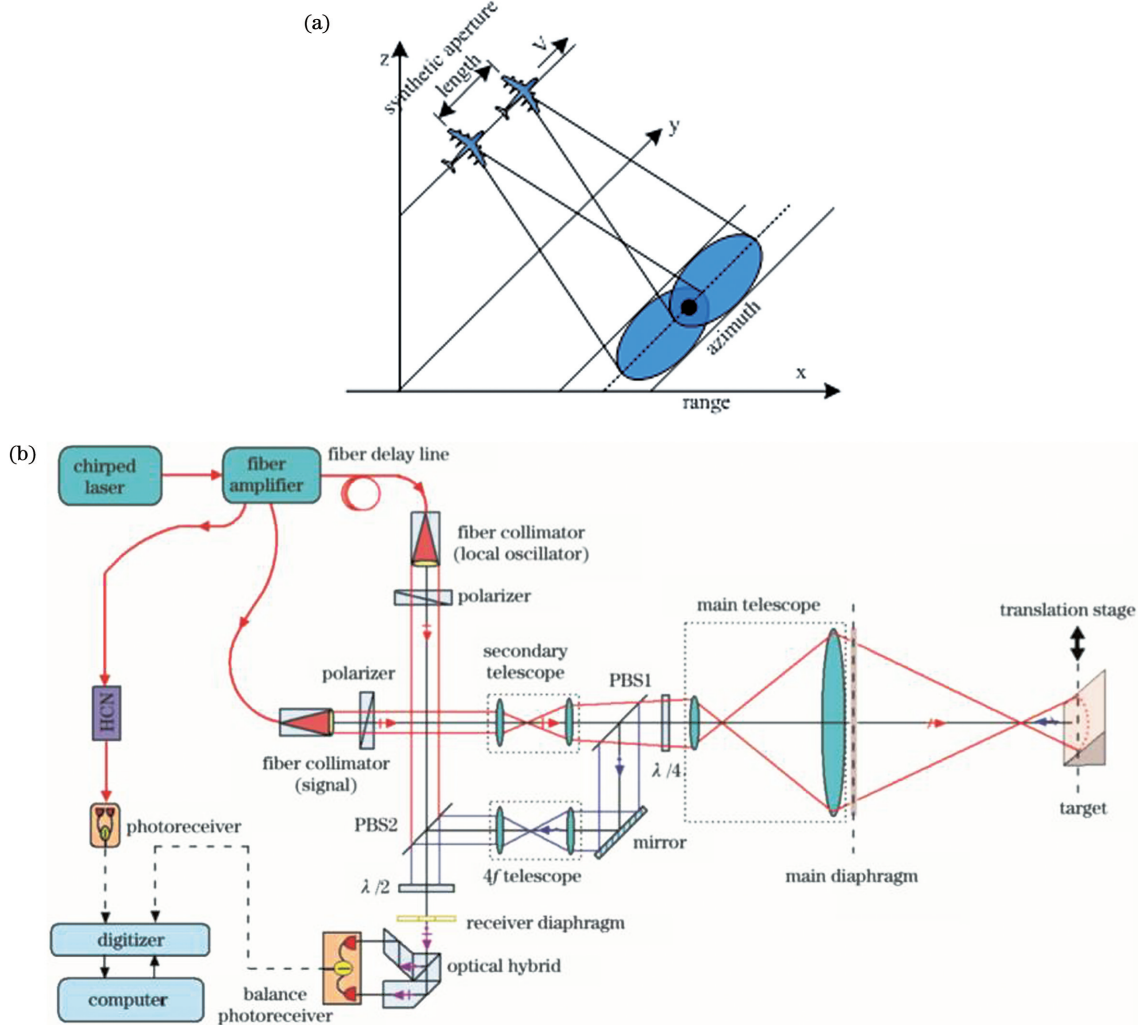 (a)
z
synthetic aperture
length
V
y
azimuth
x
range
(b)
chirped
laser
fiber
amplifier
fiber delay line
fiber collimator
(local oscillator)
polarizer
main telescope
translation stage
secondary
telescope
PBS1
polarizer
HCN
fiber collimator
(signal)
λ/4
target
photoreceiver
PBS2
mirror
4f telescope
main diaphragm
λ/2
receiver diaphragm
digitizer
optical hybrid
computer
balance
photoreceiver